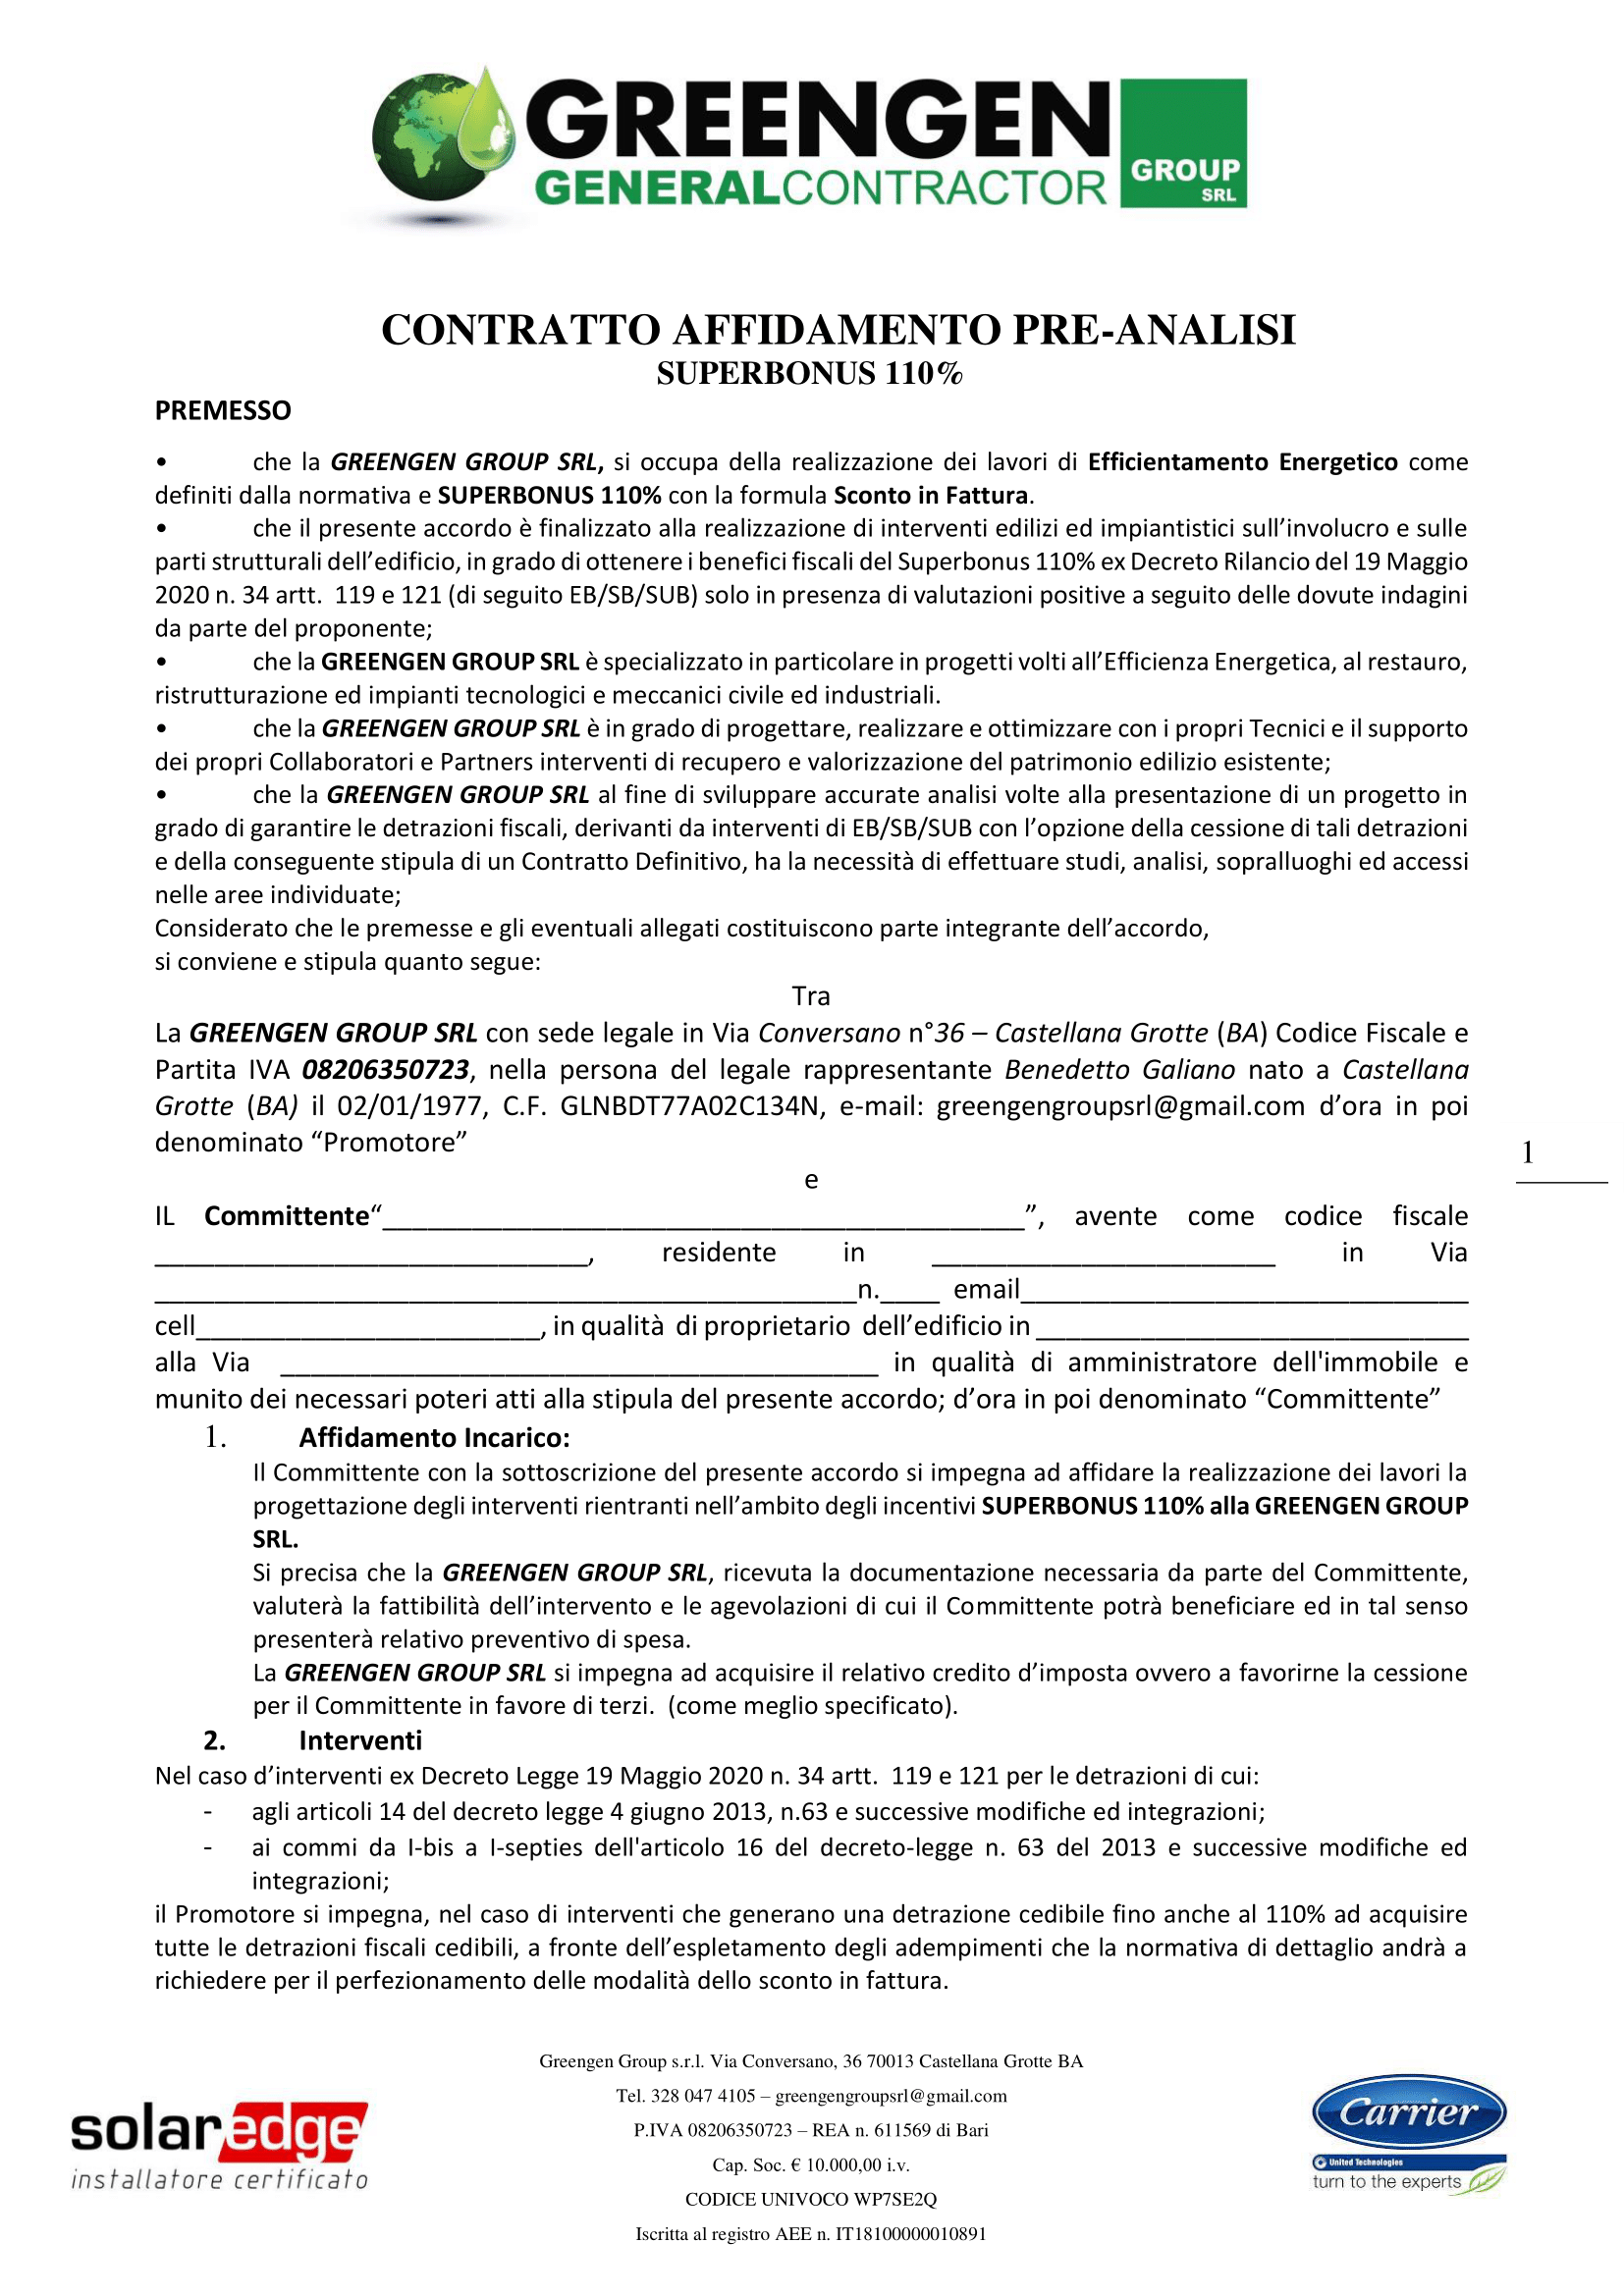 GREENGEN
GENERALCONTRACTOR
GROUP
SRL
CONTRATTO AFFIDAMENTO PRE-ANALISI
SUPERBONUS 110%
PREMESSO
• che la GREENGEN GROUP SRL, si occupa della realizzazione dei lavori di Efficientamento Energetico come
definiti dalla normativa e SUPERBONUS 110% con la formula Sconto in Fattura.
• che il presente accordo è finalizzato alla realizzazione di interventi edilizi ed impiantistici sull’involucro e sulle
parti strutturali dell’edificio, in grado di ottenere i benefici fiscali del Superbonus 110% ex Decreto Rilancio del 19 Maggio
2020 n. 34 artt. 119 e 121 (di seguito EB/SB/SUB) solo in presenza di valutazioni positive a seguito delle dovute indagini
da parte del proponente;
• che la GREENGEN GROUP SRL è specializzato in particolare in progetti volti all’Efficienza Energetica, al restauro,
ristrutturazione ed impianti tecnologici e meccanici civile ed industriali.
• che la GREENGEN GROUP SRL è in grado di progettare, realizzare e ottimizzare con i propri Tecnici e il supporto
dei propri Collaboratori e Partners interventi di recupero e valorizzazione del patrimonio edilizio esistente;
• che la GREENGEN GROUP SRL al fine di sviluppare accurate analisi volte alla presentazione di un progetto in
grado di garantire le detrazioni fiscali, derivanti da interventi di EB/SB/SUB con l’opzione della cessione di tali detrazioni
e della conseguente stipula di un Contratto Definitivo, ha la necessità di effettuare studi, analisi, sopralluoghi ed accessi
nelle aree individuate;
Considerato che le premesse e gli eventuali allegati costituiscono parte integrante dell’accordo,
si conviene e stipula quanto segue:
Tra
La GREENGEN GROUP SRL con sede legale in Via Conversano n°36 – Castellana Grotte (BA) Codice Fiscale e
Partita IVA 08206350723, nella persona del legale rappresentante Benedetto Galiano nato a Castellana
Grotte (BA) il 02/01/1977, C.F. GLNBDT77A02C134N, e-mail: greengengroupsrl@gmail.com d’ora in poi
denominato “Promotore”
1
e
IL Committente“___________________________________________”, avente come codice fiscale
_____________________________, residente in _______________________ in Via
_______________________________________________n.____ email______________________________
cell_______________________, in qualità di proprietario dell’edificio in _____________________________
alla Via ________________________________________ in qualità di amministratore dell'immobile e
munito dei necessari poteri atti alla stipula del presente accordo; d’ora in poi denominato “Committente”
1. Affidamento Incarico:
Il Committente con la sottoscrizione del presente accordo si impegna ad affidare la realizzazione dei lavori la
progettazione degli interventi rientranti nell’ambito degli incentivi SUPERBONUS 110% alla GREENGEN GROUP
SRL.
Si precisa che la GREENGEN GROUP SRL, ricevuta la documentazione necessaria da parte del Committente,
valuterà la fattibilità dell’intervento e le agevolazioni di cui il Committente potrà beneficiare ed in tal senso
presenterà relativo preventivo di spesa.
La GREENGEN GROUP SRL si impegna ad acquisire il relativo credito d’imposta ovvero a favorirne la cessione
per il Committente in favore di terzi. (come meglio specificato).
2. Interventi
Nel caso d’interventi ex Decreto Legge 19 Maggio 2020 n. 34 artt. 119 e 121 per le detrazioni di cui:
- agli articoli 14 del decreto legge 4 giugno 2013, n.63 e successive modifiche ed integrazioni;
- ai commi da I-bis a I-septies dell'articolo 16 del decreto-legge n. 63 del 2013 e successive modifiche ed
integrazioni;
il Promotore si impegna, nel caso di interventi che generano una detrazione cedibile fino anche al 110% ad acquisire
tutte le detrazioni fiscali cedibili, a fronte dell’espletamento degli adempimenti che la normativa di dettaglio andrà a
richiedere per il perfezionamento delle modalità dello sconto in fattura.
Greengen Group s.r.l. Via Conversano, 36 70013 Castellana Grotte BA
Tel. 328 047 4105 – greengengroupsrl@gmail.com
P.IVA 08206350723 – REA n. 611569 di Bari
Cap. Soc. € 10.000,00 i.v.
CODICE UNIVOCO WP7SE2Q
Iscritta al registro AEE n. IT18100000010891
solaredge
installatore certificato
Carrier
United Technologies
turn to the experts